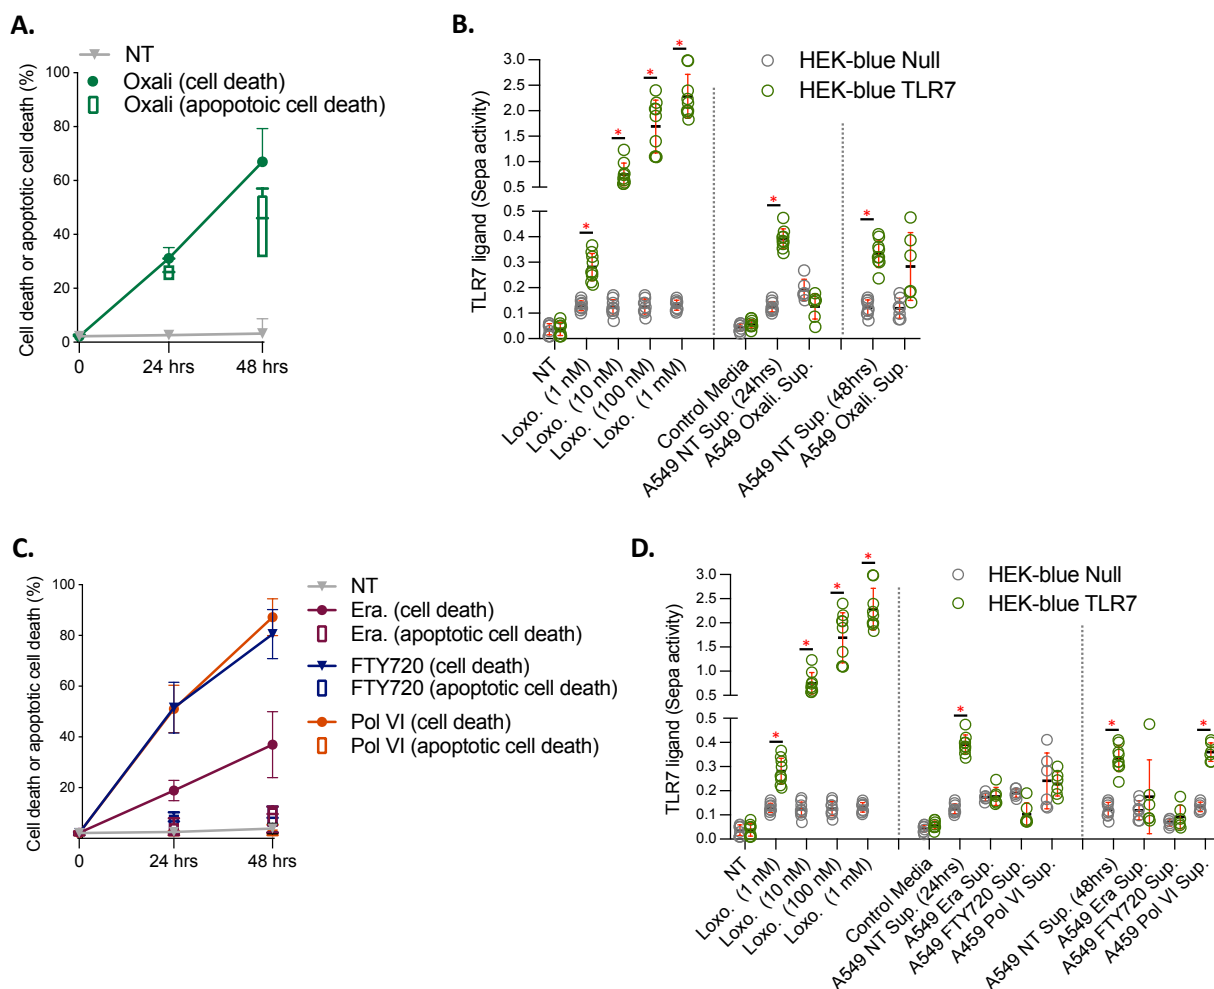 A.
NT
Oxali (cell death)
Oxali (apopotoic cell death)
Cell death or apoptotic cell death (%)
100
80
60
40
20
0
0
24 hrs
48 hrs
B.
HEK-blue Null
HEK-blue TLR7
TLR7 ligand (Sepa activity)
3.0
2.5
2.0
1.5
1.0
0.5
0.5
0.4
0.3
0.2
0.1
0.0
* * * * * *
NT
Loxo. (1 nM)
Loxo. (10 nM)
Loxo. (100 nM)
Loxo. (1 mM)
Control Media
A549 NT Sup. (24hrs)
A549 Oxali. Sup.
A549 NT Sup. (48hrs)
A549 Oxali. Sup.
C.
NT
Era. (cell death)
Era. (apoptotic cell death)
FTY720 (cell death)
FTY720 (apoptotic cell death)
Pol VI (cell death)
Pol VI (apoptotic cell death)
Cell death or apoptotic cell death (%)
100
80
60
40
20
0
24 hrs
48 hrs
D.
HEK-blue Null
HEK-blue TLR7
TLR7 ligand (Sepa activity)
3.0
2.5
2.0
1.5
1.0
0.5
0.5
0.4
0.3
0.2
0.1
0.0
* * * * * * *
NT
Loxo. (1 nM)
Loxo. (10 nM)
Loxo. (100 nM)
Loxo. (1 mM)
Control Media
A549 NT Sup. (24hrs)
A549 Era Sup.
A549 FTY720 Sup.
A459 Pol VI Sup.
A549 NT Sup. (48hrs)
A549 Era Sup.
A549 FTY720 Sup.
A459 Pol VI Sup.